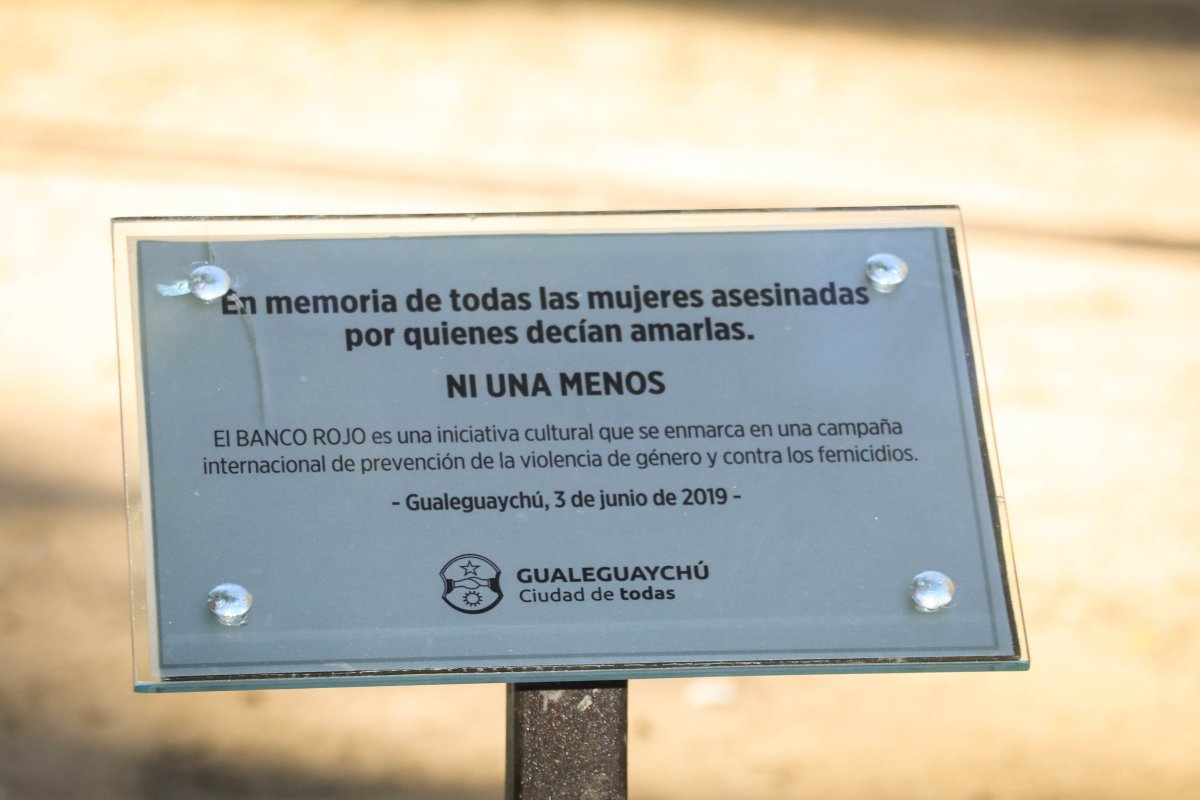 En memoria de todas las mujeres asesinadas
por quienes decían amarlas.
NI UNA MENOS
El BANCO ROJO es una iniciativa cultural que se enmarca en una campaña
internacional de prevención de la violencia de género y contra los femicidios.
- Gualeguaychú, 3 de junio de 2019 -
GUALEGUAYCHÚ
Ciudad de todas